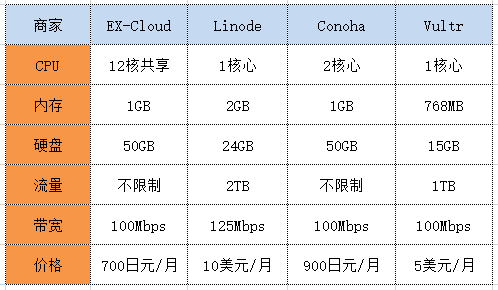 商家 EX-Cloud Linode Conoha Vultr
CPU 12核共享 1核心 2核心 1核心
内存 1GB 2GB 1GB 768MB
硬盘 50GB 24GB 50GB 15GB
流量 不限制 2TB 不限制 1TB
带宽 100Mbps 125Mbps 100Mbps 100Mbps
价格 700日元/月 10美元/月 900日元/月 5美元/月